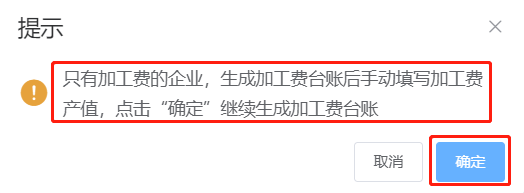 提示
只有加工费的企业，生成加工费台账后手动填写加工费
产值，点击“确定”继续生成加工费台账
取消
确定